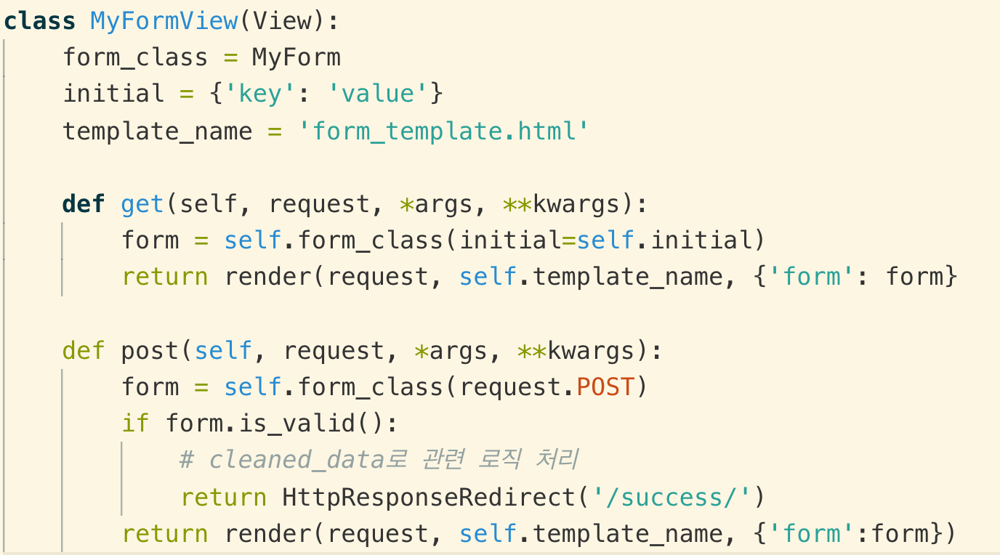 class MyFormView(View):
    form_class = MyForm
    initial = {'key': 'value'}
    template_name = 'form_template.html'

    def get(self, request, *args, **kwargs):
        form = self.form_class(initial=self.initial)
        return render(request, self.template_name, {'form': form}

    def post(self, request, *args, **kwargs):
        form = self.form_class(request.POST)
        if form.is_valid():
            # cleaned_data로 관련 로직 처리
            return HttpResponseRedirect('/success/')
        return render(request, self.template_name, {'form':form})